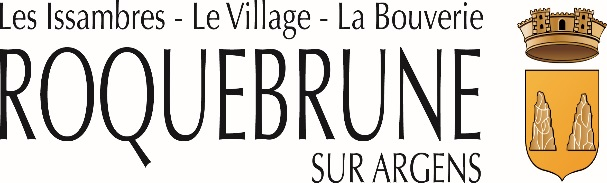 Les Issambres - Le Village - La Bouverie
ROQUEBRUNE
SUR ARGENS